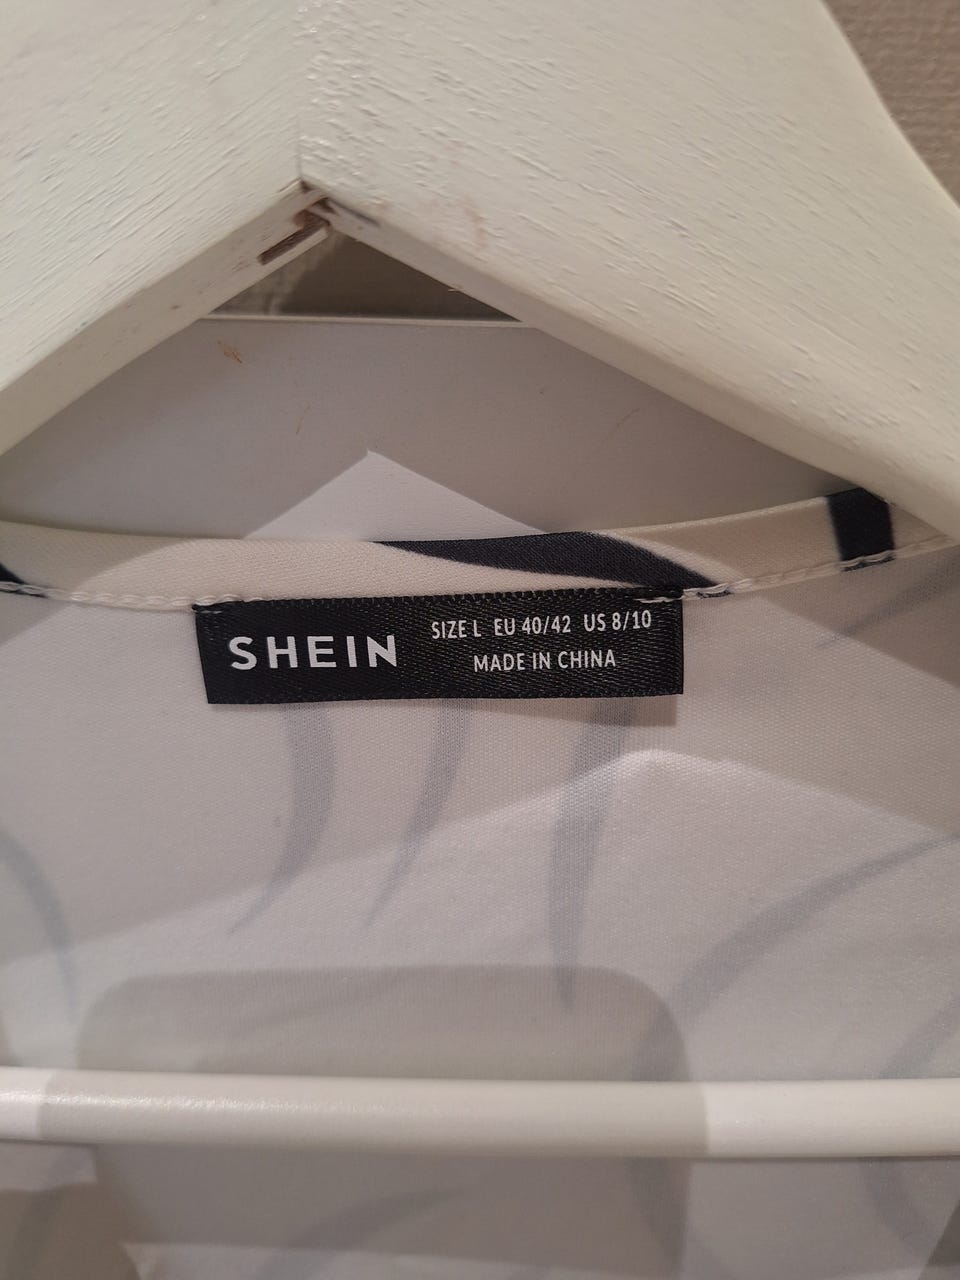 SHEIN
SIZE L EU 40/42 US 8/10
MADE IN CHINA